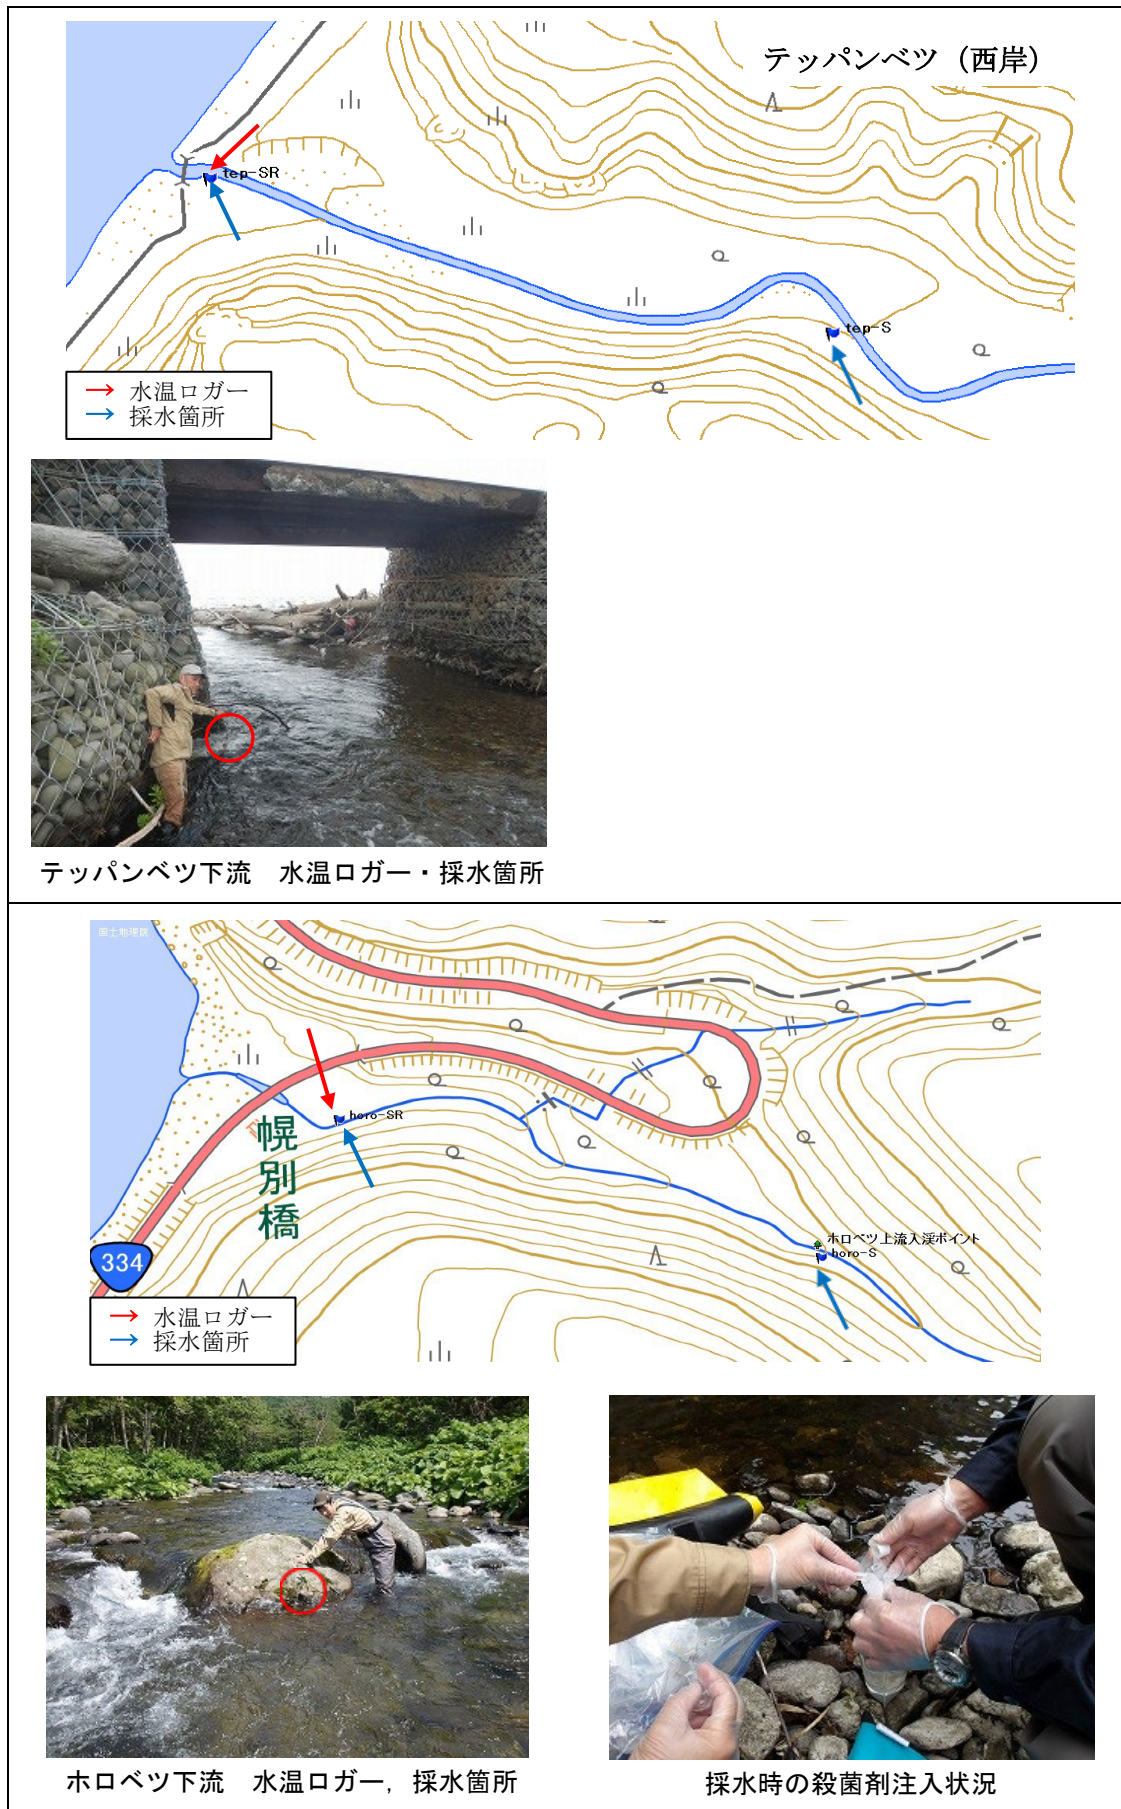 テッパンベツ（西岸）
tep-SR
tep-S
→ 水温ロガー
→ 採水箇所
テッパンベツ下流　水温ロガー・採水箇所
国土地理院
horo-SR
幌別橋
ホロベツ上流入渓ポイント
horo-S
334
→ 水温ロガー
→ 採水箇所
ホロベツ下流　水温ロガー，採水箇所
採水時の殺菌剤注入状況